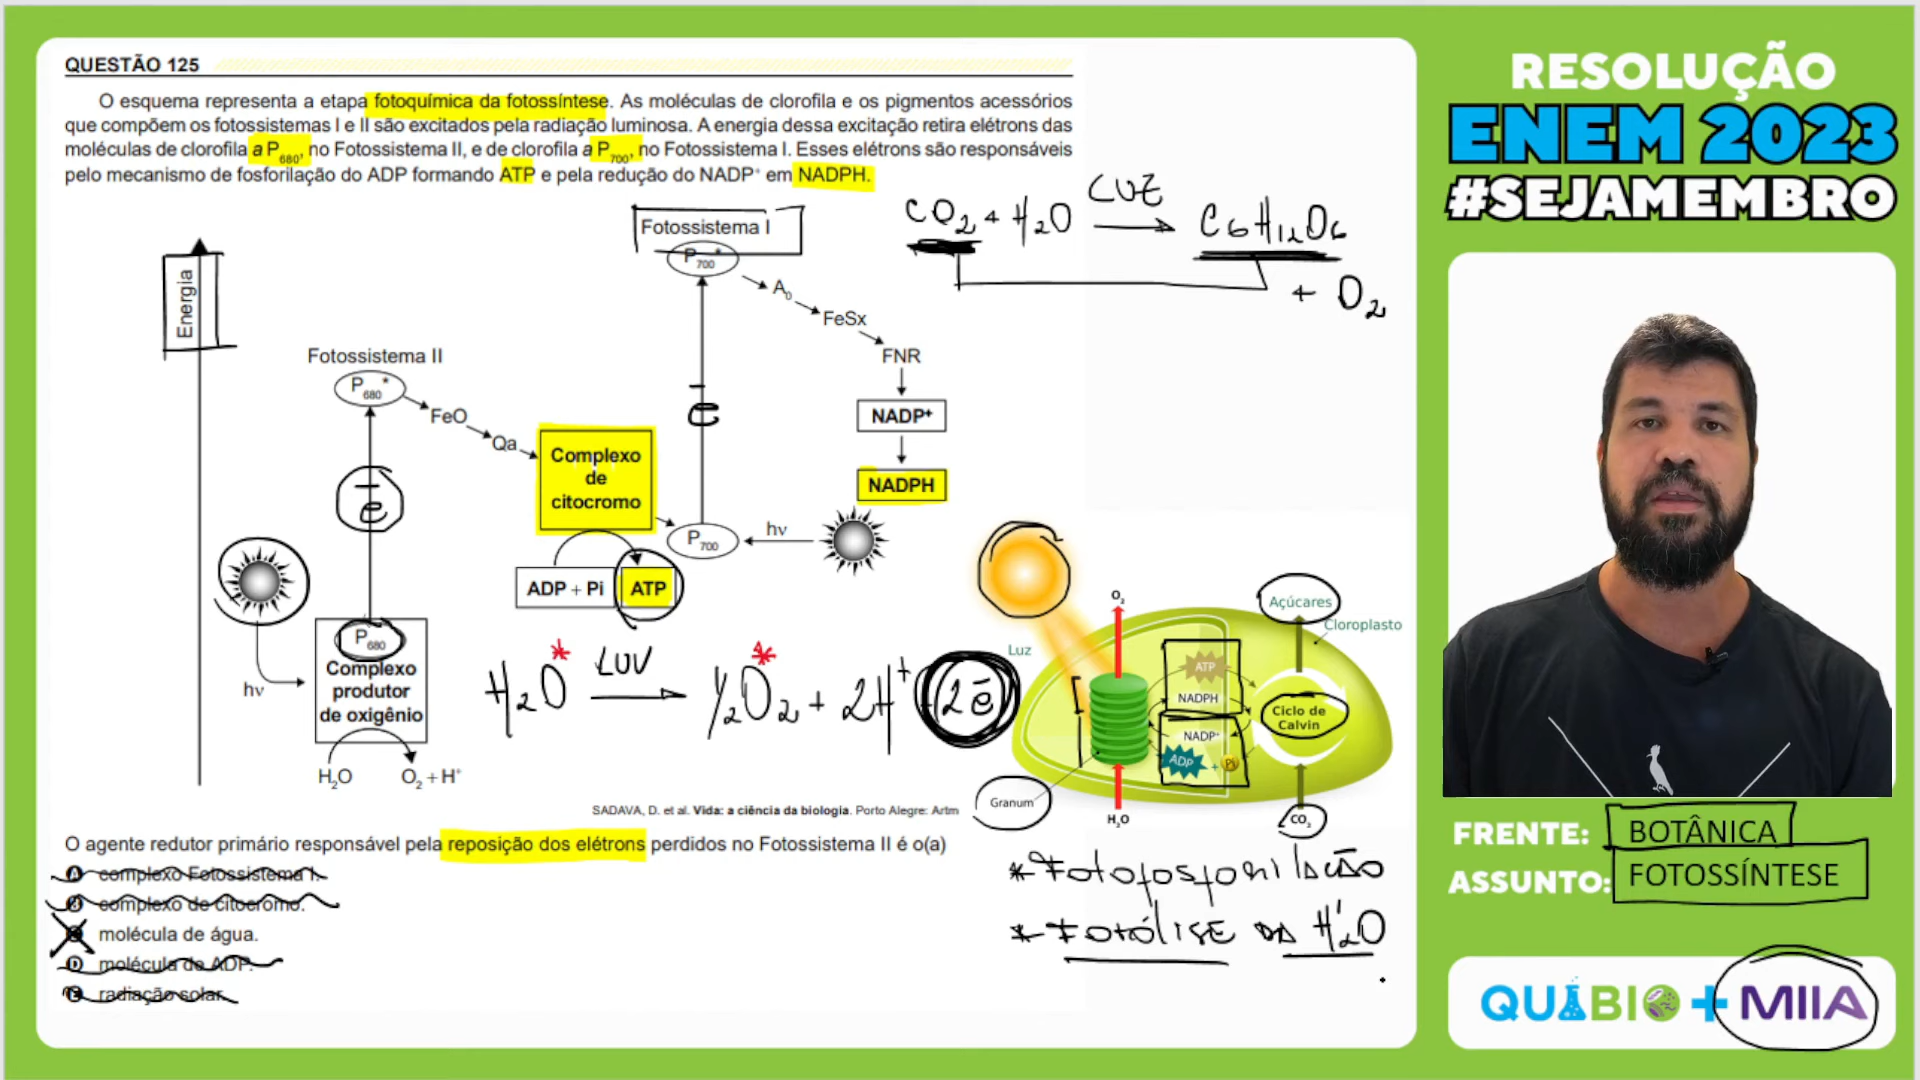 QUESTÃO 125
O esquema representa a etapa fotoquímica da fotossíntese. As moléculas de clorofila e os pigmentos acessórios
que compõem os fotossistemas I e II são excitados pela radiação luminosa. A energia dessa excitação retira elétrons das
moléculas de clorofila a P680, no Fotossistema II, e de clorofila a P700, no Fotossistema I. Esses elétrons são responsáveis
pelo mecanismo de fosforilação do ADP formando ATP e pela redução do NADP+ em NADPH.
CO2 + H2O LUZ → C6H12O6
+ O2
Fotossistema I
P700*
Energia
A0
FeSx
FNR
NADP+
NADPH
Fotossistema II
P680*
FeO
Qa
Complexo
de
citocromo
e-
e-
P700
hν
ADP + Pi
ATP
P680
Complexo
produtor
de oxigênio
hν
H2O
O2 + H+
H2O* → ½O2* + 2H+ 2e-
Luz
O2
Açúcares
Cloroplasto
ATP
NADPH
NADP+
ADP + Pi
Ciclo de
Calvin
Granum
H2O
CO2
SADAVA, D. et al. Vida: a ciência da biologia. Porto Alegre: Artm
O agente redutor primário responsável pela reposição dos elétrons perdidos no Fotossistema II é o(a)
A complexo Fotossistema I.
B complexo de citocromo.
molécula de água.
D molécula de ADP.
E radiação solar.
* Fotofosforilação
* Fotólise da H2O
RESOLUÇÃO
ENEM 2023
#SEJAMEMBRO
FRENTE: BOTÂNICA
ASSUNTO: FOTOSSÍNTESE
QUIBIO + MIIA